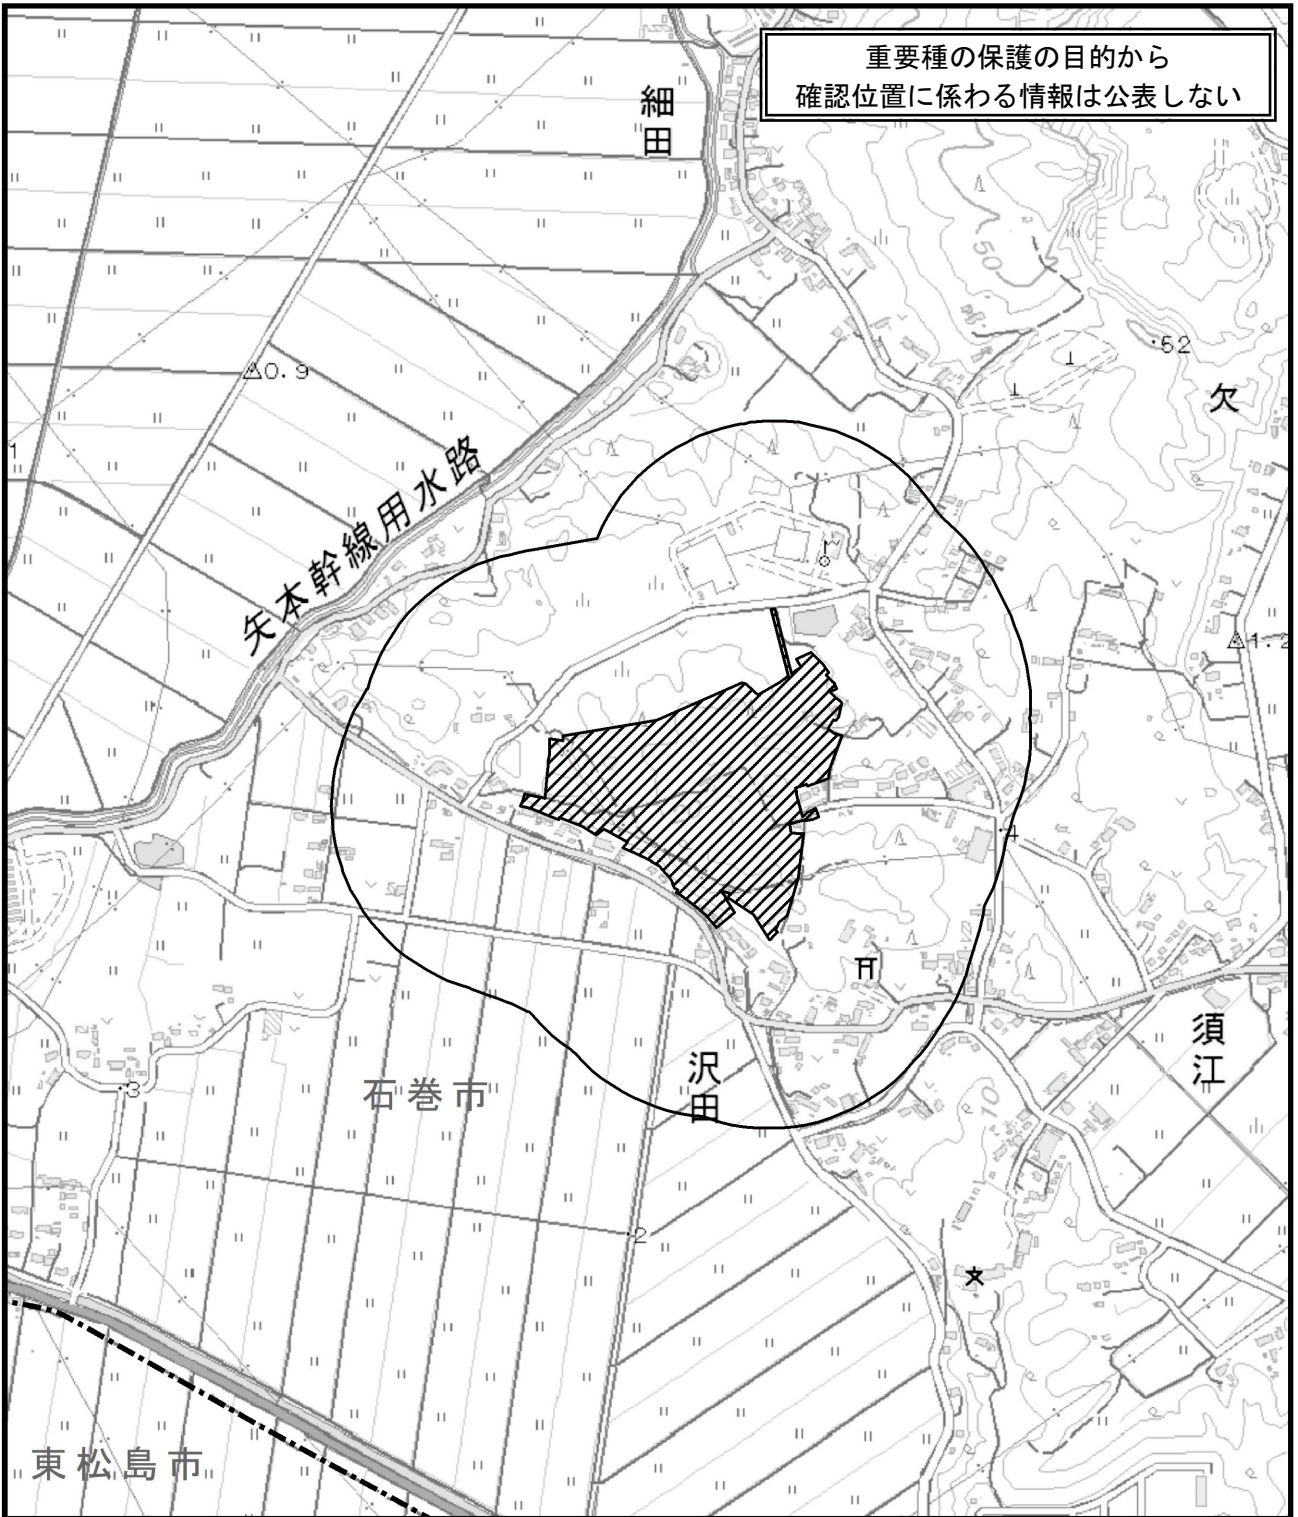 重要種の保護の目的から
確認位置に係わる情報は公表しない
細田
50
52
0.9
欠
1
矢本幹線用水路
1.2
4
須江
沢田
石巻市
3
10
2
東松島市